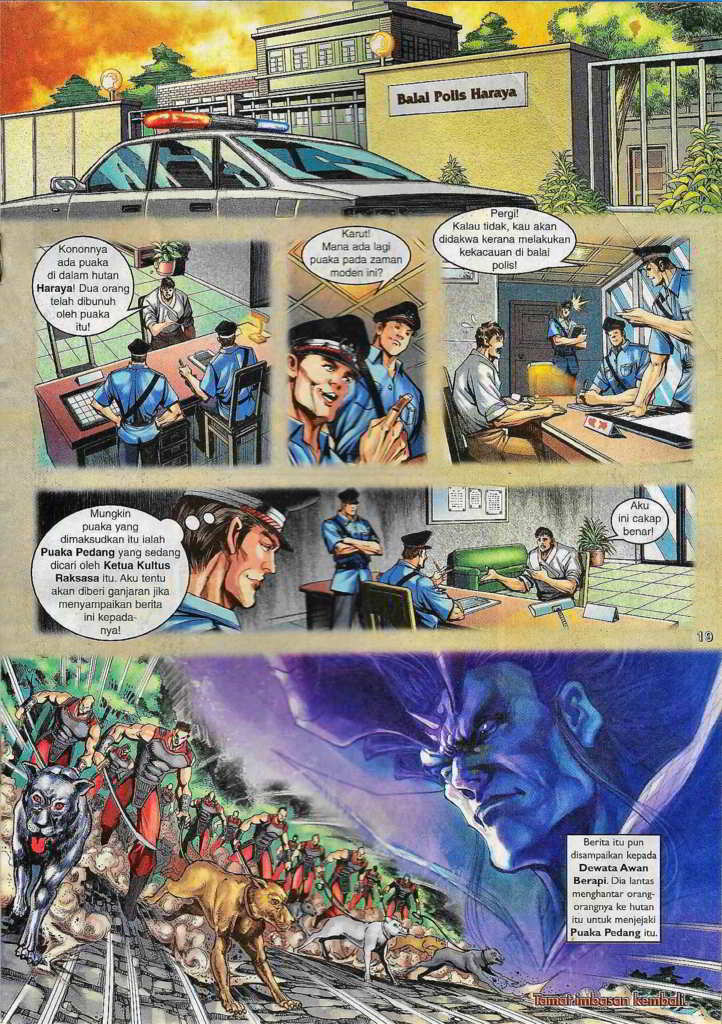 Balai Polis Haraya
Kononnya
ada puaka
di dalam hutan
Haraya! Dua orang
telah dibunuh
oleh puaka
itu!
Karut!
Mana ada lagi
puaka pada zaman
moden ini?
Pergi!
Kalau tidak, kau akan
didakwa kerana melakukan
kekacauan di balai
polis!
Mungkin
puaka yang
dimaksudkan itu ialah
Puaka Pedang yang sedang
dicari oleh Ketua Kultus
Raksasa itu. Aku tentu
akan diberi ganjaran jika
menyampaikan berita
ini kepada-
nya!
Aku
ini cakap
benar!
19
Berita itu pun
disampaikan kepada
Dewata Awan
Berapi. Dia lantas
menghantar orang-
orangnya ke hutan
itu untuk menjejaki
Puaka Pedang itu.
Tamat imbasan kembali.